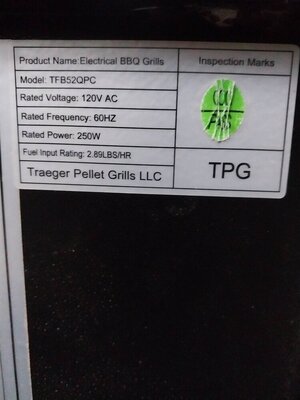 Product Name:Electrical BBQ Grills
Inspection Marks
Model: TFB52QPC
Rated Voltage: 120V AC
Rated Frequency: 60HZ
Rated Power: 250W
Fuel Input Rating: 2.89LBS/HR
Traeger Pellet Grills LLC
TPG